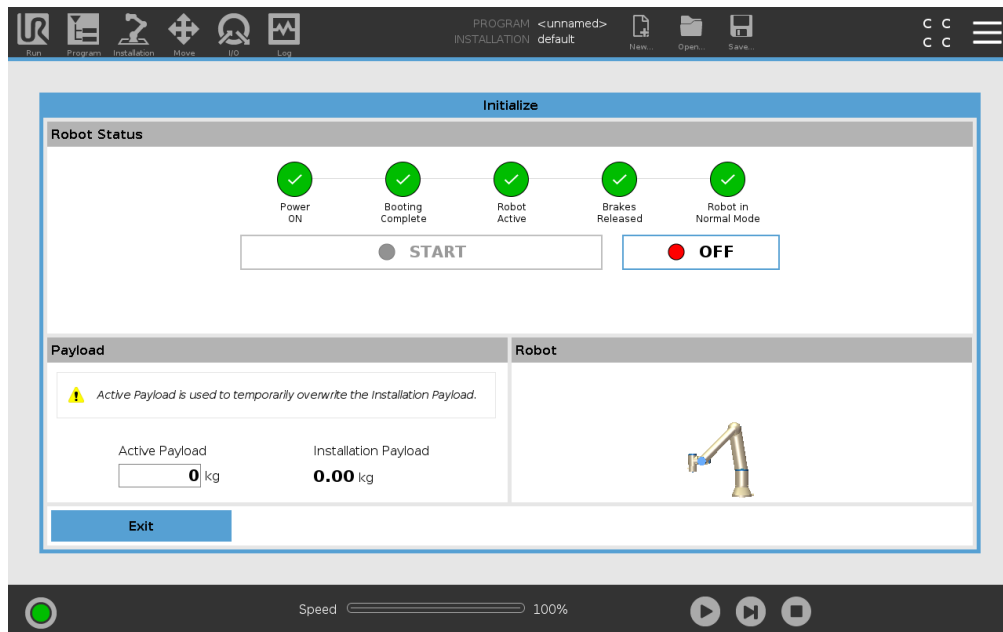 PROGRAM <unnamed>
INSTALLATION default
Run Program Installation Move I/O Log New... Open... Save...
C C
C C
Initialize
Robot Status
Power ON
Booting Complete
Robot Active
Brakes Released
Robot in Normal Mode
START
OFF
Payload
Robot
Active Payload is used to temporarily overwrite the Installation Payload.
Active Payload
Installation Payload
0 kg
0.00 kg
Exit
Speed 100%